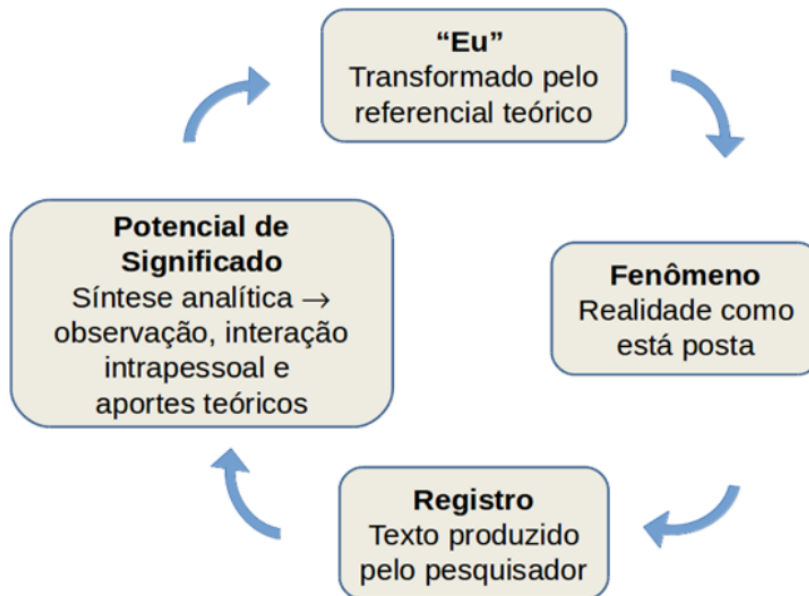 “Eu”
Transformado pelo
referencial teórico
Fenômeno
Realidade como
está posta
Registro
Texto produzido
pelo pesquisador
Potencial de
Significado
Síntese analítica →
observação, interação
intrapessoal e
aportes teóricos